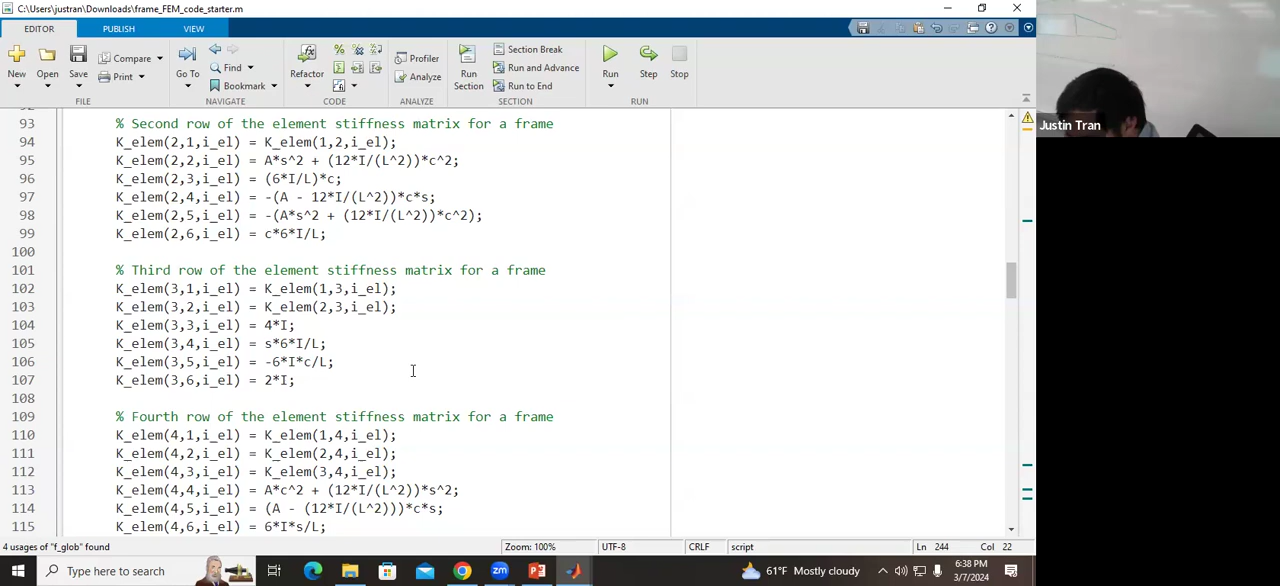 C:\Users\justran\Downloads\frame_FEM_code_starter.m
EDITOR PUBLISH VIEW
New Open Save Compare Print
Go To Find Bookmark
Refactor
Profiler Analyze
Run Section
Section Break
Run and Advance
Run to End
Run Step Stop
FILE NAVIGATE CODE ANALYZE SECTION RUN
Justin Tran
93 % Second row of the element stiffness matrix for a frame
94 K_elem(2,1,i_el) = K_elem(1,2,i_el);
95 K_elem(2,2,i_el) = A*s^2 + (12*I/(L^2))*c^2;
96 K_elem(2,3,i_el) = (6*I/L)*c;
97 K_elem(2,4,i_el) = -(A - 12*I/(L^2))*c*s;
98 K_elem(2,5,i_el) = -(A*s^2 + (12*I/(L^2))*c^2);
99 K_elem(2,6,i_el) = c*6*I/L;
100
101 % Third row of the element stiffness matrix for a frame
102 K_elem(3,1,i_el) = K_elem(1,3,i_el);
103 K_elem(3,2,i_el) = K_elem(2,3,i_el);
104 K_elem(3,3,i_el) = 4*I;
105 K_elem(3,4,i_el) = s*6*I/L;
106 K_elem(3,5,i_el) = -6*I*c/L;
107 K_elem(3,6,i_el) = 2*I;
108
109 % Fourth row of the element stiffness matrix for a frame
110 K_elem(4,1,i_el) = K_elem(1,4,i_el);
111 K_elem(4,2,i_el) = K_elem(2,4,i_el);
112 K_elem(4,3,i_el) = K_elem(3,4,i_el);
113 K_elem(4,4,i_el) = A*c^2 + (12*I/(L^2))*s^2;
114 K_elem(4,5,i_el) = (A - (12*I/(L^2)))*c*s;
115 K_elem(4,6,i_el) = 6*I*s/L;
4 usages of "f_glob" found Zoom: 100% UTF-8 CRLF script Ln 244 Col 22
Type here to search
61°F Mostly cloudy
6:38 PM
3/7/2024